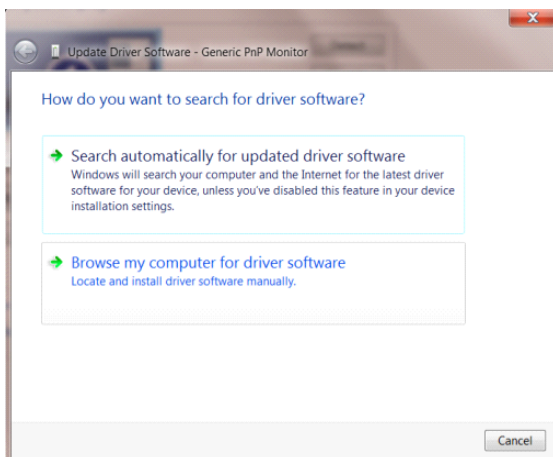 Update Driver Software - Generic PnP Monitor
How do you want to search for driver software?
Search automatically for updated driver software
Windows will search your computer and the Internet for the latest driver
software for your device, unless you've disabled this feature in your device
installation settings.
Browse my computer for driver software
Locate and install driver software manually.
Cancel